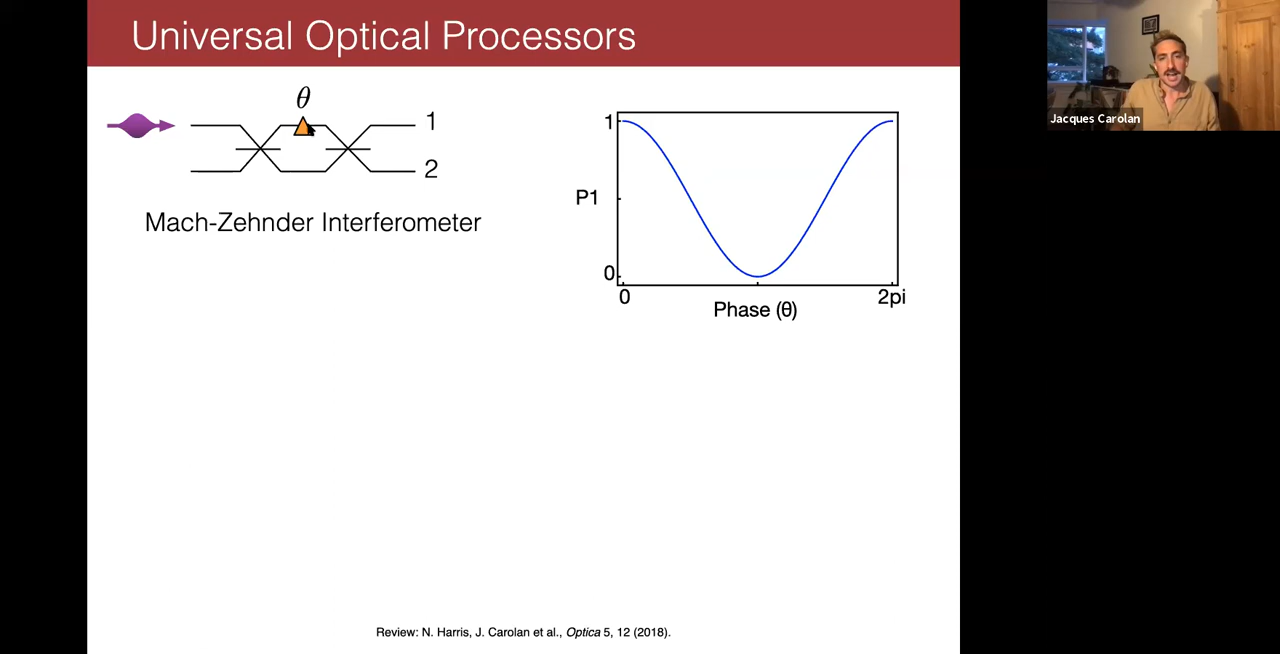 Universal Optical Processors
θ
1
2
Mach-Zehnder Interferometer
1
P1
0
0
2pi
Phase (θ)
Jacques Carolan
Review: N. Harris, J. Carolan et al., Optica 5, 12 (2018).